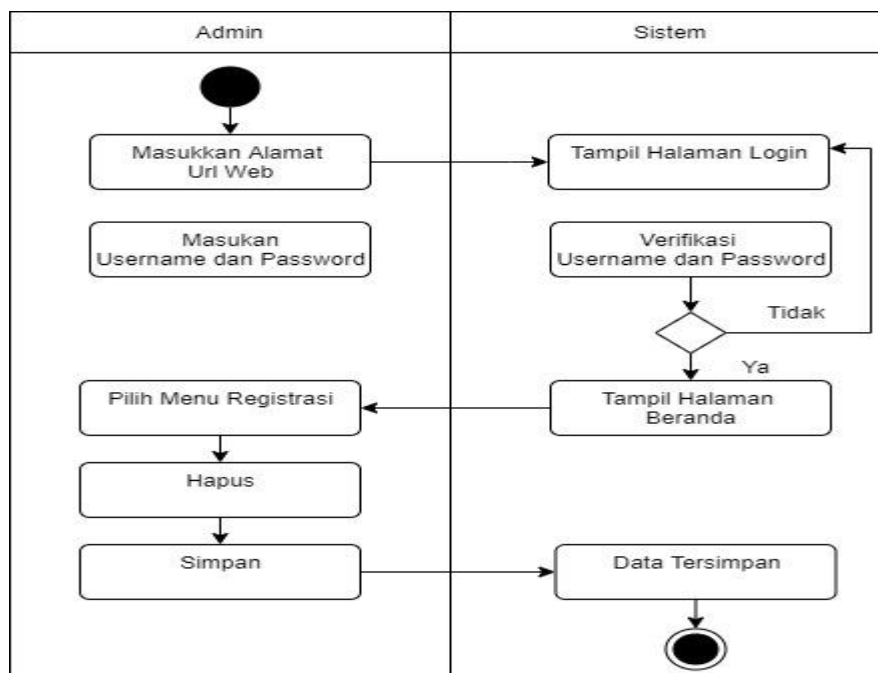 Admin
Sistem
Masukkan Alamat
Url Web
Tampil Halaman Login
Masukan
Username dan Password
Verifikasi
Username dan Password
Tidak
Ya
Pilih Menu Registrasi
Tampil Halaman
Beranda
Hapus
Simpan
Data Tersimpan